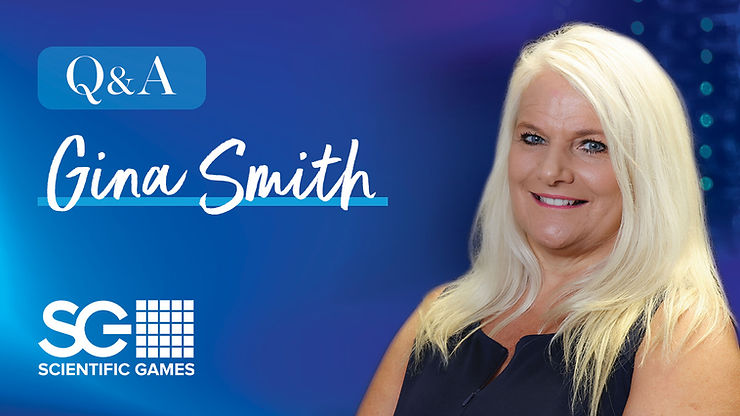 Q&A
Gina Smith
SG
SCIENTIFIC GAMES